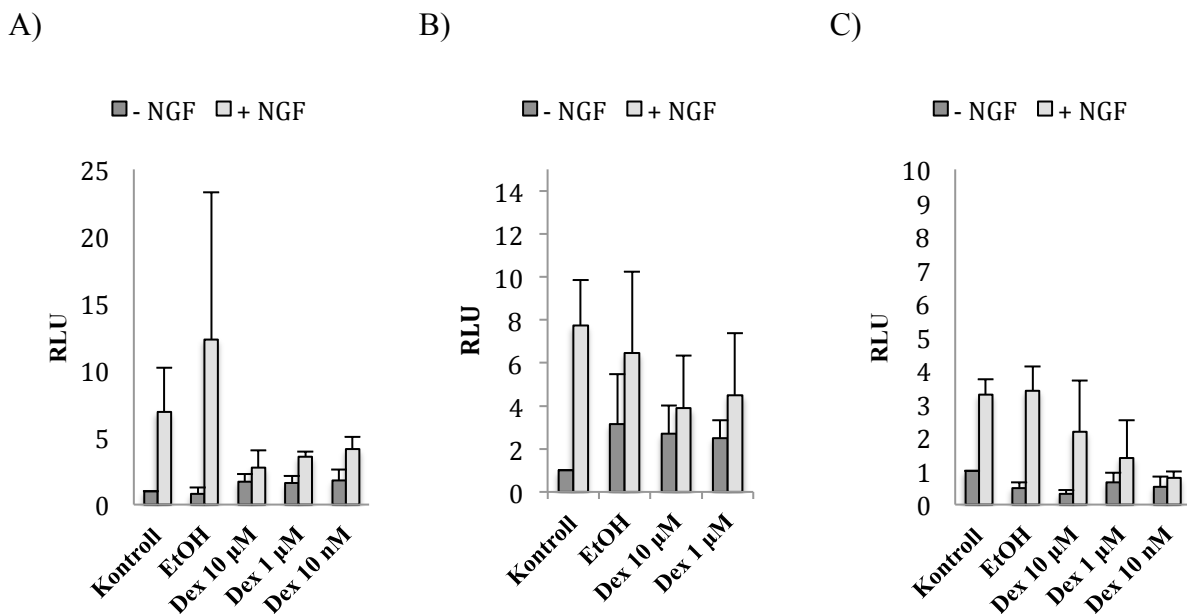 A)
B)
C)
- NGF + NGF
- NGF + NGF
- NGF + NGF
25
20
15
10
5
0
RLU
Kontroll
EtOH
Dex 10 µM
Dex 1 µM
Dex 10 nM
14
12
10
8
6
4
2
0
RLU
Kontroll
EtOH
Dex 10 µM
Dex 1 µM
10
9
8
7
6
5
4
3
2
1
0
RLU
Kontroll
EtOH
Dex 10 µM
Dex 1 µM
Dex 10 nM